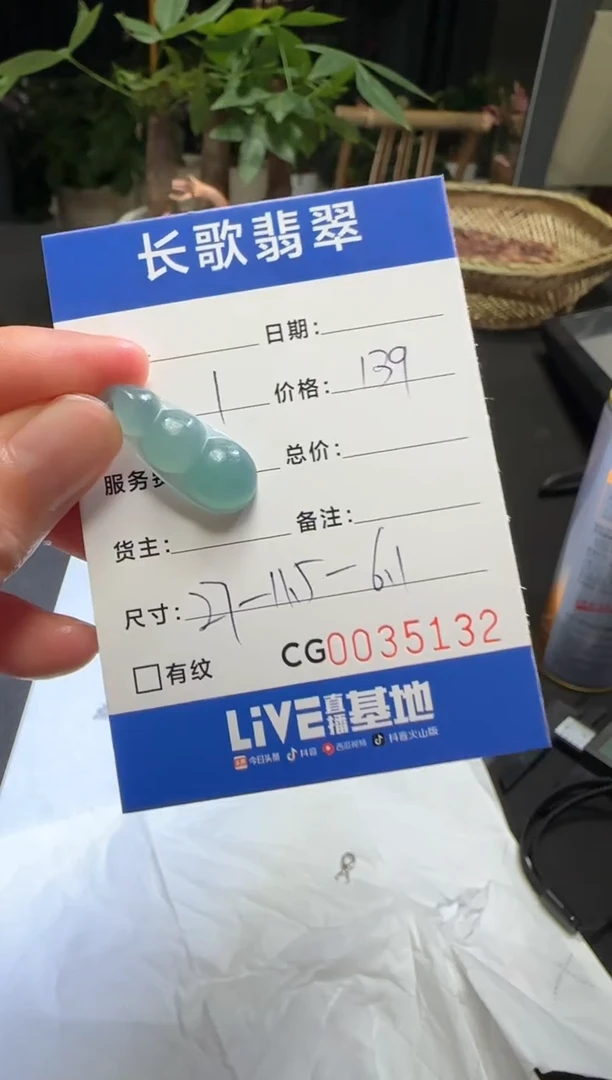 长歌翡翠
日期:
1 价格: 139
服务 总价:
货主: 备注:
尺寸: 27-11.5-6.1
有纹 CG0035132
LiVE直播基地
今日头条 抖音 西瓜视频 抖音火山版